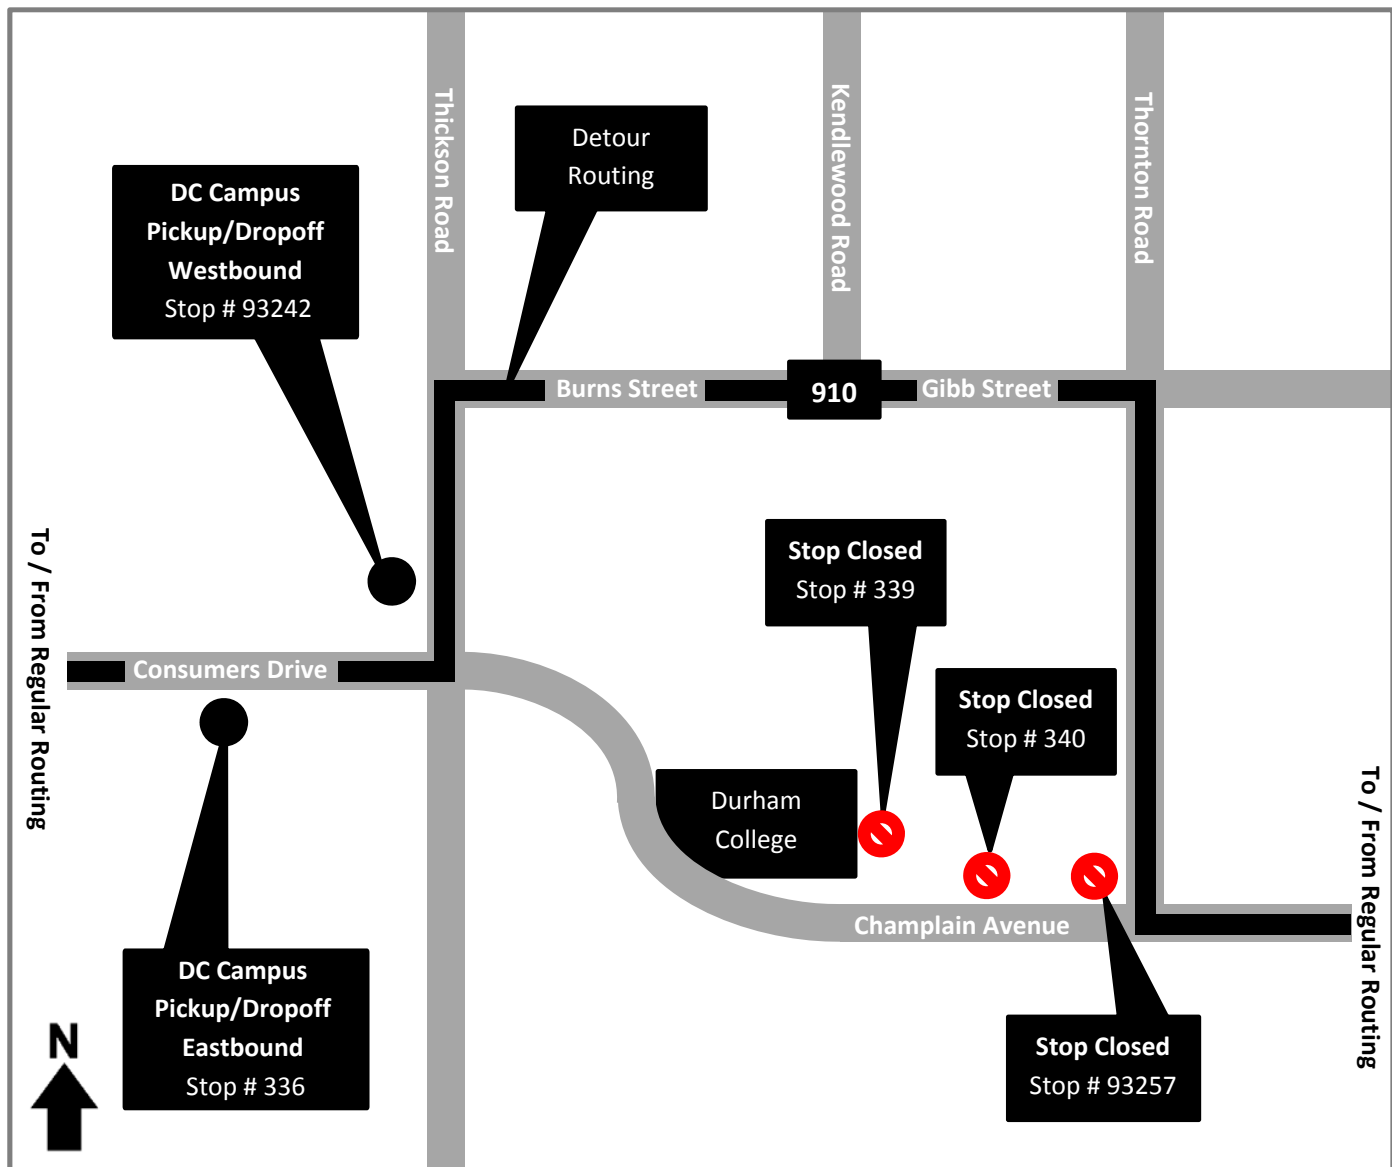 Thickson Road
Kendlewood Road
Thornton Road
Detour
Routing
DC Campus
Pickup/Dropoff
Westbound
Stop # 93242
Burns Street
910
Gibb Street
To / From Regular Routing
Stop Closed
Stop # 339
Consumers Drive
Stop Closed
Stop # 340
Durham
College
To / From Regular Routing
Champlain Avenue
DC Campus
Pickup/Dropoff
Eastbound
Stop # 336
N
Stop Closed
Stop # 93257